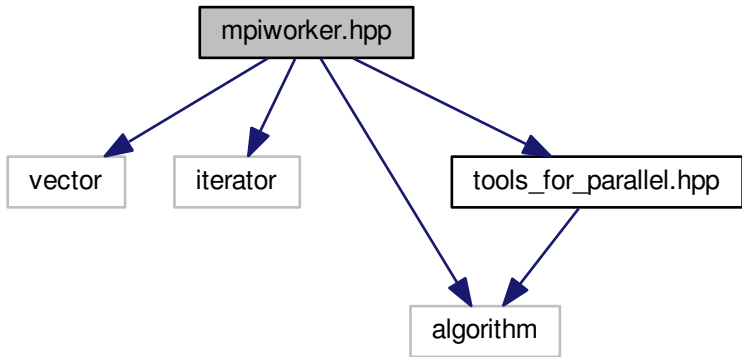 mpiworker.hpp
vector
iterator
tools_for_parallel.hpp
algorithm